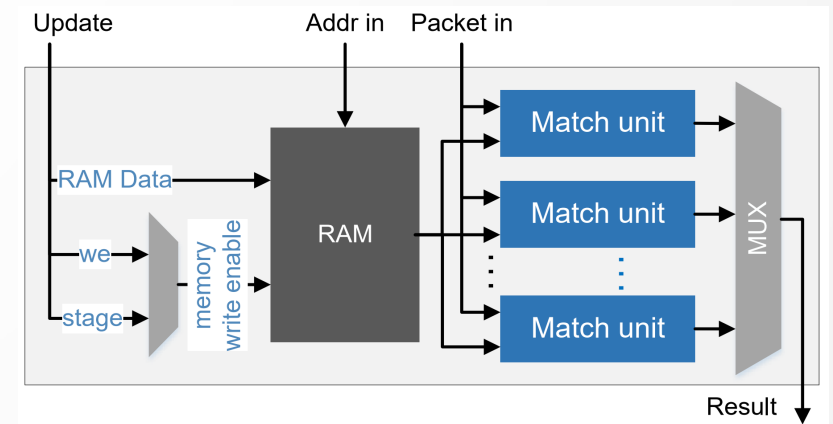 Update
Addr in
Packet in
Match unit
RAM Data
Match unit
RAM
MUX
we
memory
write enable
stage
Match unit
Result